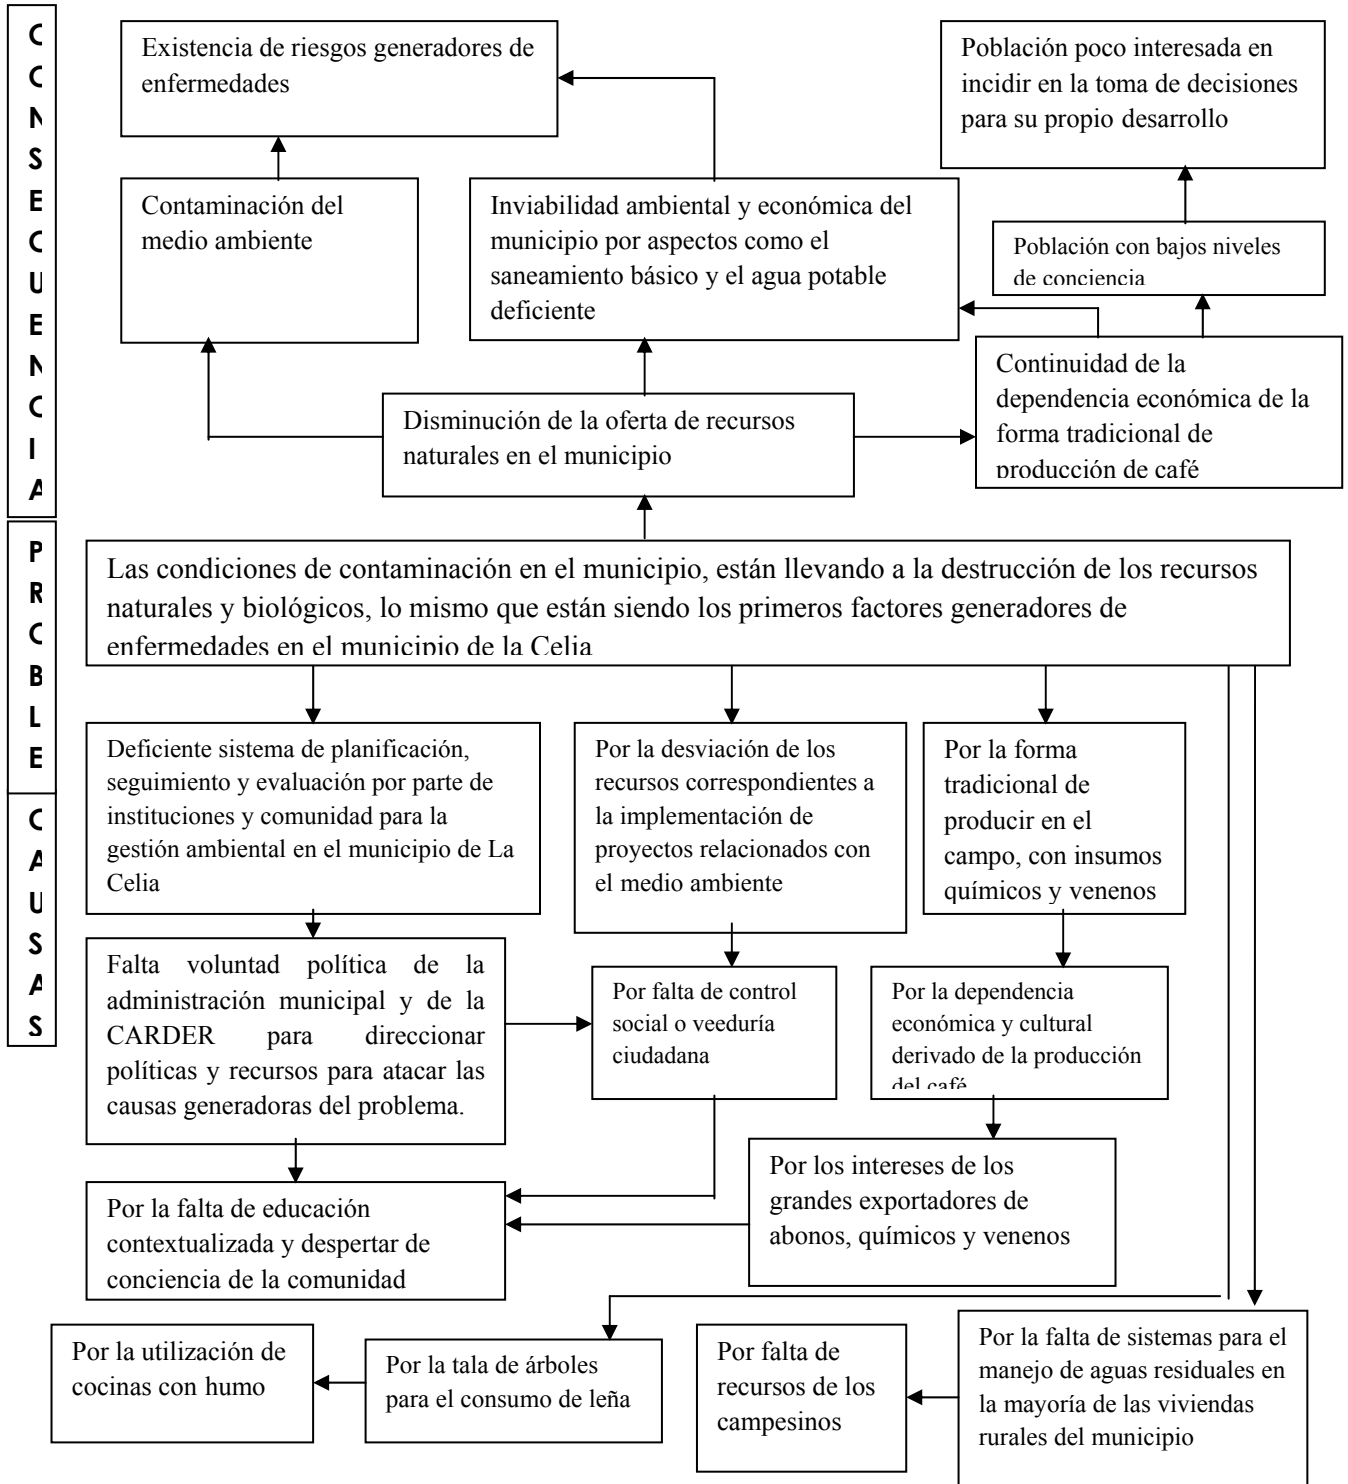 C
C
N
S
E
C
U
E
N
C
I
A
Existencia de riesgos generadores de
enfermedades
Población poco interesada en
incidir en la toma de decisiones
para su propio desarrollo
Contaminación del
medio ambiente
Inviabilidad ambiental y económica del
municipio por aspectos como el
saneamiento básico y el agua potable
deficiente
Población con bajos niveles
de conciencia
Continuidad de la
dependencia económica de la
forma tradicional de
producción de café
Disminución de la oferta de recursos
naturales en el municipio
P
R
C
B
L
E
Las condiciones de contaminación en el municipio, están llevando a la destrucción de los recursos
naturales y biológicos, lo mismo que están siendo los primeros factores generadores de
enfermedades en el municipio de la Celia
C
A
U
S
A
S
Deficiente sistema de planificación,
seguimiento y evaluación por parte de
instituciones y comunidad para la
gestión ambiental en el municipio de La
Celia
Por la desviación de los
recursos correspondientes a
la implementación de
proyectos relacionados con
el medio ambiente
Por la forma
tradicional de
producir en el
campo, con insumos
químicos y venenos
Falta voluntad política de la
administración municipal y de la
CARDER para direccionar
políticas y recursos para atacar las
causas generadoras del problema.
Por falta de control
social o veeduría
ciudadana
Por la dependencia
económica y cultural
derivado de la producción
del café
Por la falta de educación
contextualizada y despertar de
conciencia de la comunidad
Por los intereses de los
grandes exportadores de
abonos, químicos y venenos
Por la utilización de
cocinas con humo
Por la tala de árboles
para el consumo de leña
Por falta de
recursos de los
campesinos
Por la falta de sistemas para el
manejo de aguas residuales en
la mayoría de las viviendas
rurales del municipio